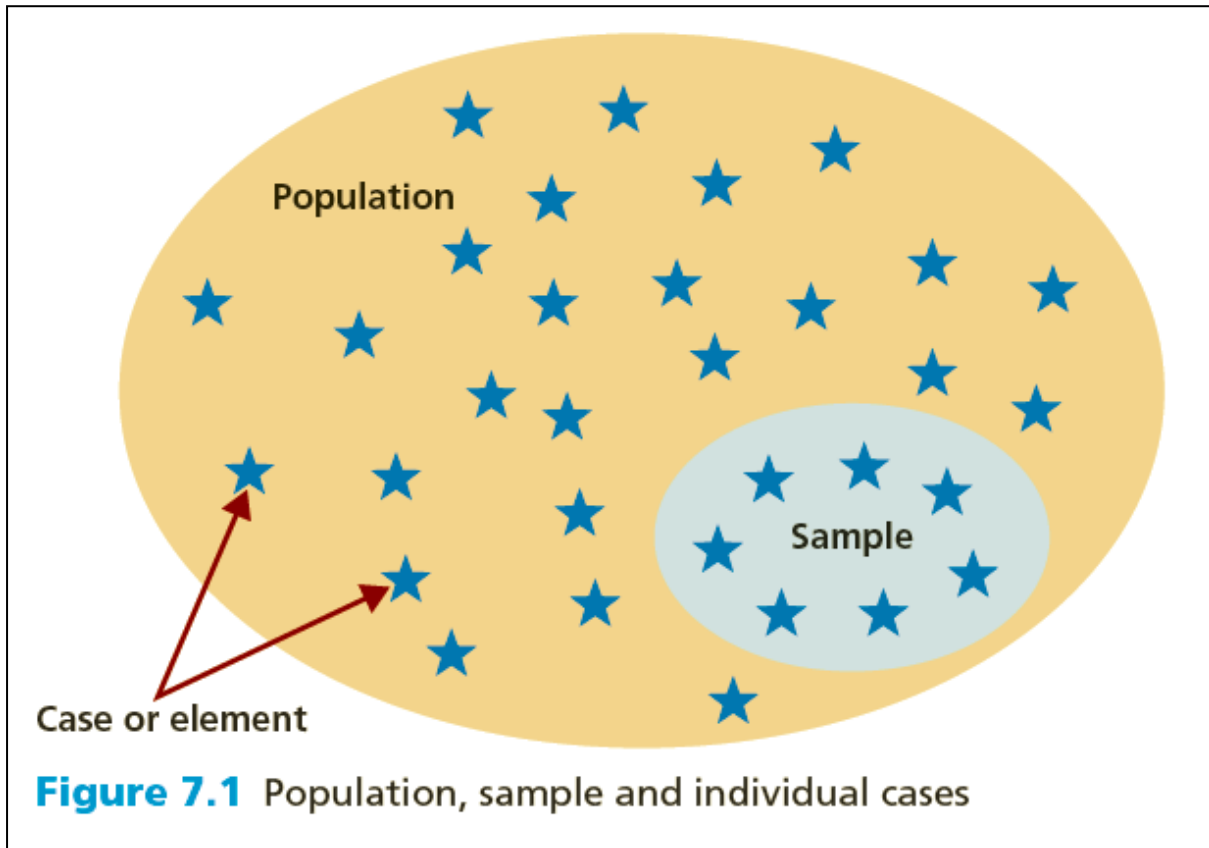 Population
Sample
Case or element
Figure 7.1 Population, sample and individual cases